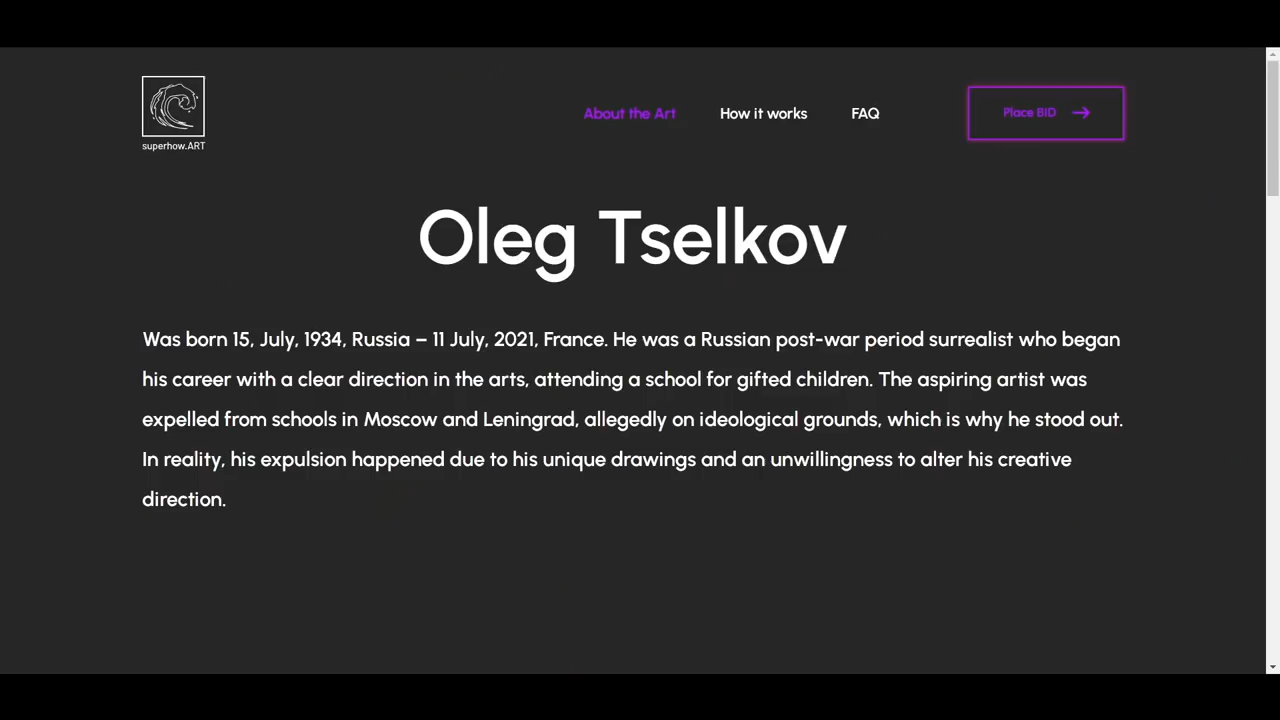 superhow.ART
About the Art
How it works
FAQ
Place BID
Oleg Tselkov
Was born 15, July, 1934, Russia – 11 July, 2021, France. He was a Russian post-war period surrealist who began
his career with a clear direction in the arts, attending a school for gifted children. The aspiring artist was
expelled from schools in Moscow and Leningrad, allegedly on ideological grounds, which is why he stood out.
In reality, his expulsion happened due to his unique drawings and an unwillingness to alter his creative
direction.